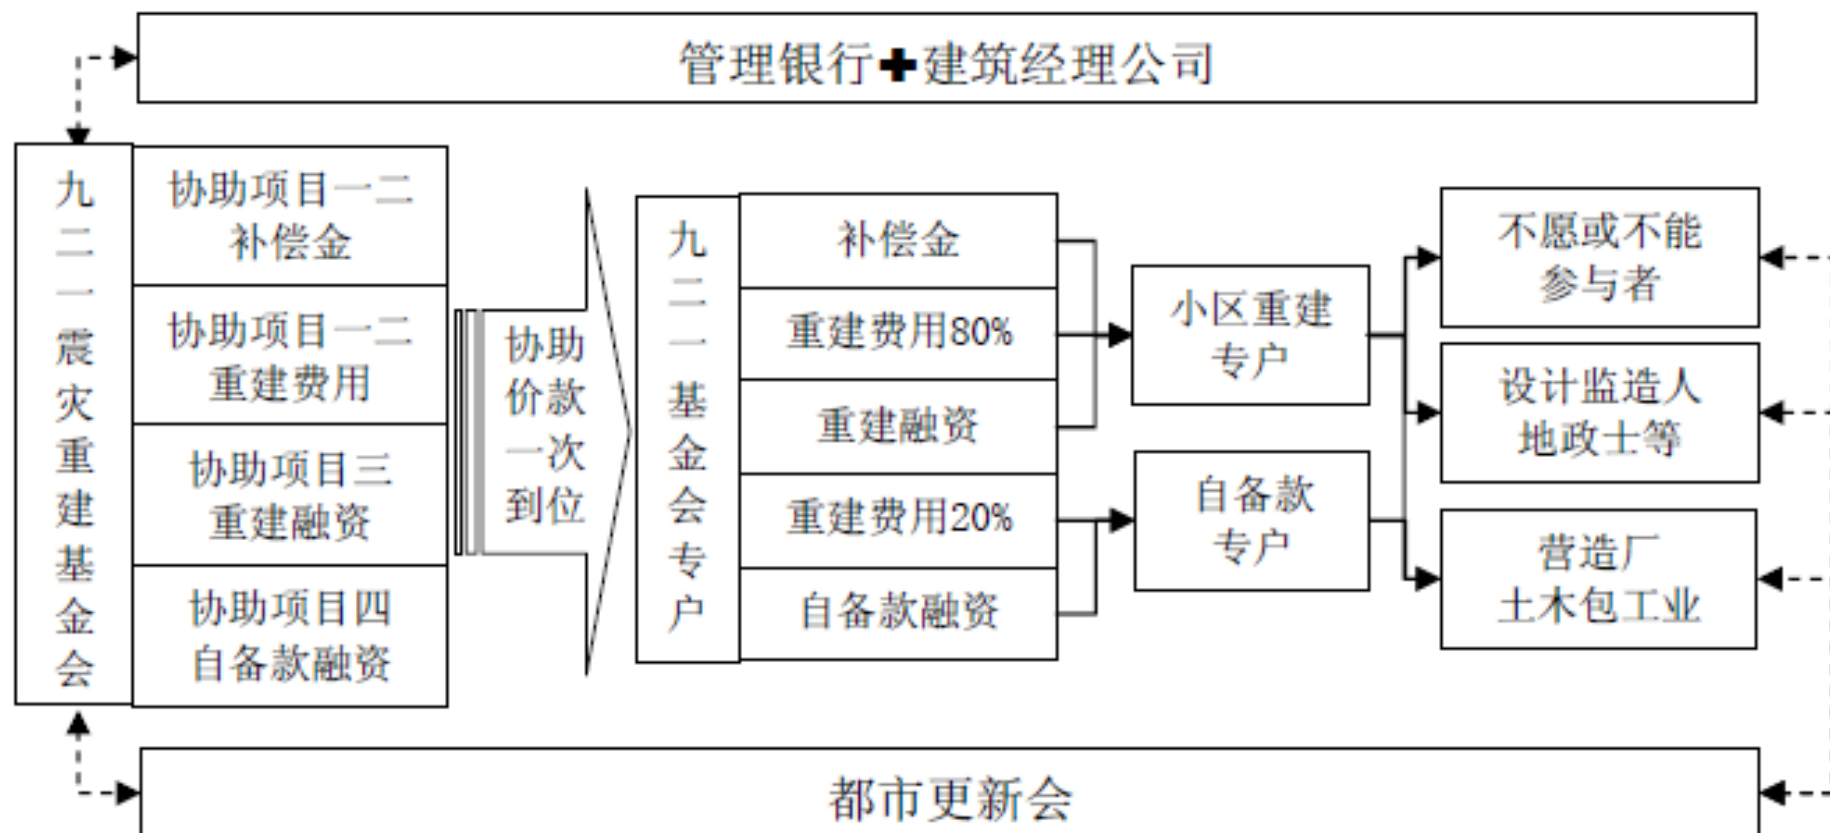 管理银行✚建筑经理公司
九二一震灾重建基金会
协助项目一二
补偿金
协助项目一二
重建费用
协助项目三
重建融资
协助项目四
自备款融资
协助
价款
一次
到位
九二一基金会专户
补偿金
重建费用80%
重建融资
重建费用20%
自备款融资
小区重建
专户
自备款
专户
不愿或不能
参与者
设计监造人
地政士等
营造厂
土木包工业
都市更新会